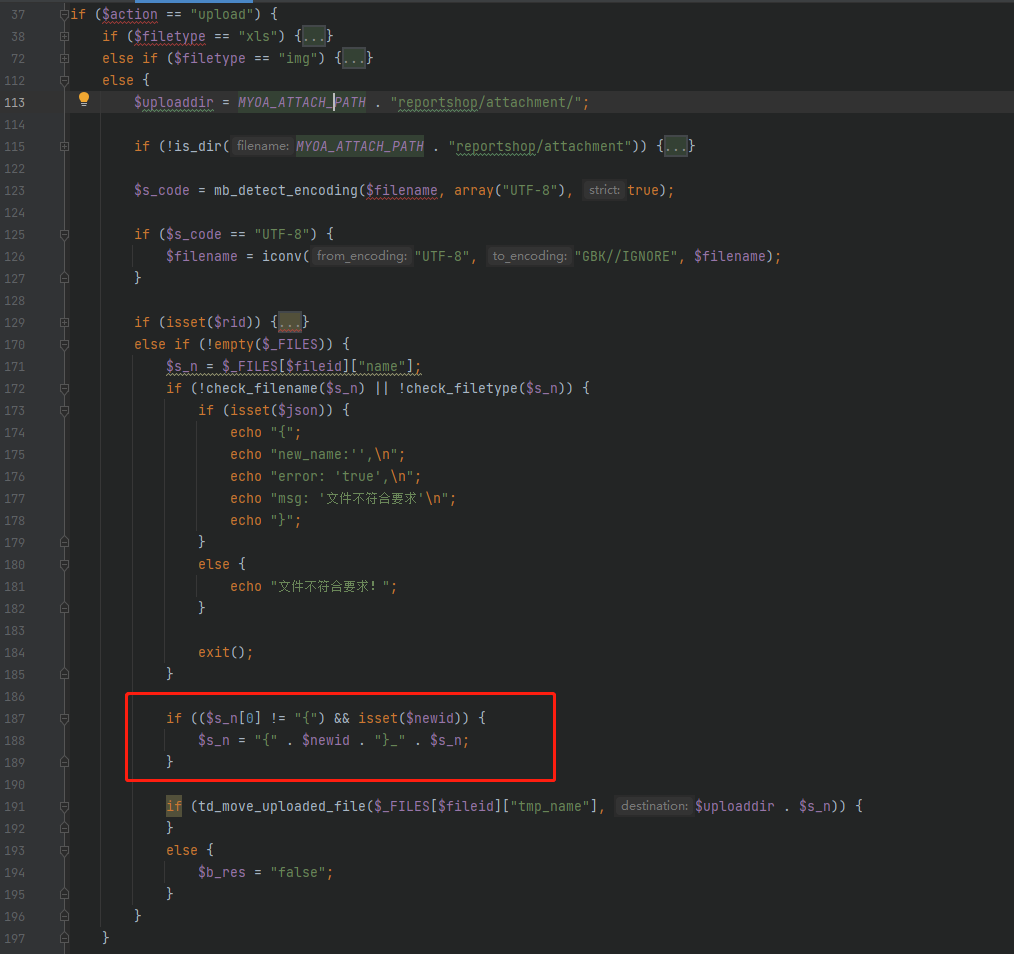 37 if ($action == "upload") {
38 if ($filetype == "xls") {...}
72 else if ($filetype == "img") {...}
112 else {
113 $uploaddir = MYOA_ATTACH_PATH . "reportshop/attachment/";
114
115 if (!is_dir( filename: MYOA_ATTACH_PATH . "reportshop/attachment")) {...}
122
123 $s_code = mb_detect_encoding($filename, array("UTF-8"), strict: true);
124
125 if ($s_code == "UTF-8") {
126 $filename = iconv( from_encoding: "UTF-8", to_encoding: "GBK//IGNORE", $filename);
127 }
128
129 if (isset($rid)) {...}
170 else if (!empty($_FILES)) {
171 $s_n = $_FILES[$fileid]["name"];
172 if (!check_filename($s_n) || !check_filetype($s_n)) {
173 if (isset($json)) {
174 echo "{";
175 echo "new_name:'',\n";
176 echo "error: 'true',\n";
177 echo "msg: '文件不符合要求'\n";
178 echo "}";
179 }
180 else {
181 echo "文件不符合要求！";
182 }
183
184 exit();
185 }
186
187 if (($s_n[0] != "{") && isset($newid)) {
188 $s_n = "{" . $newid . "}_" . $s_n;
189 }
190
191 if (td_move_uploaded_file($_FILES[$fileid]["tmp_name"], destination: $uploaddir . $s_n)) {
192 }
193 else {
194 $b_res = "false";
195 }
196 }
197 }